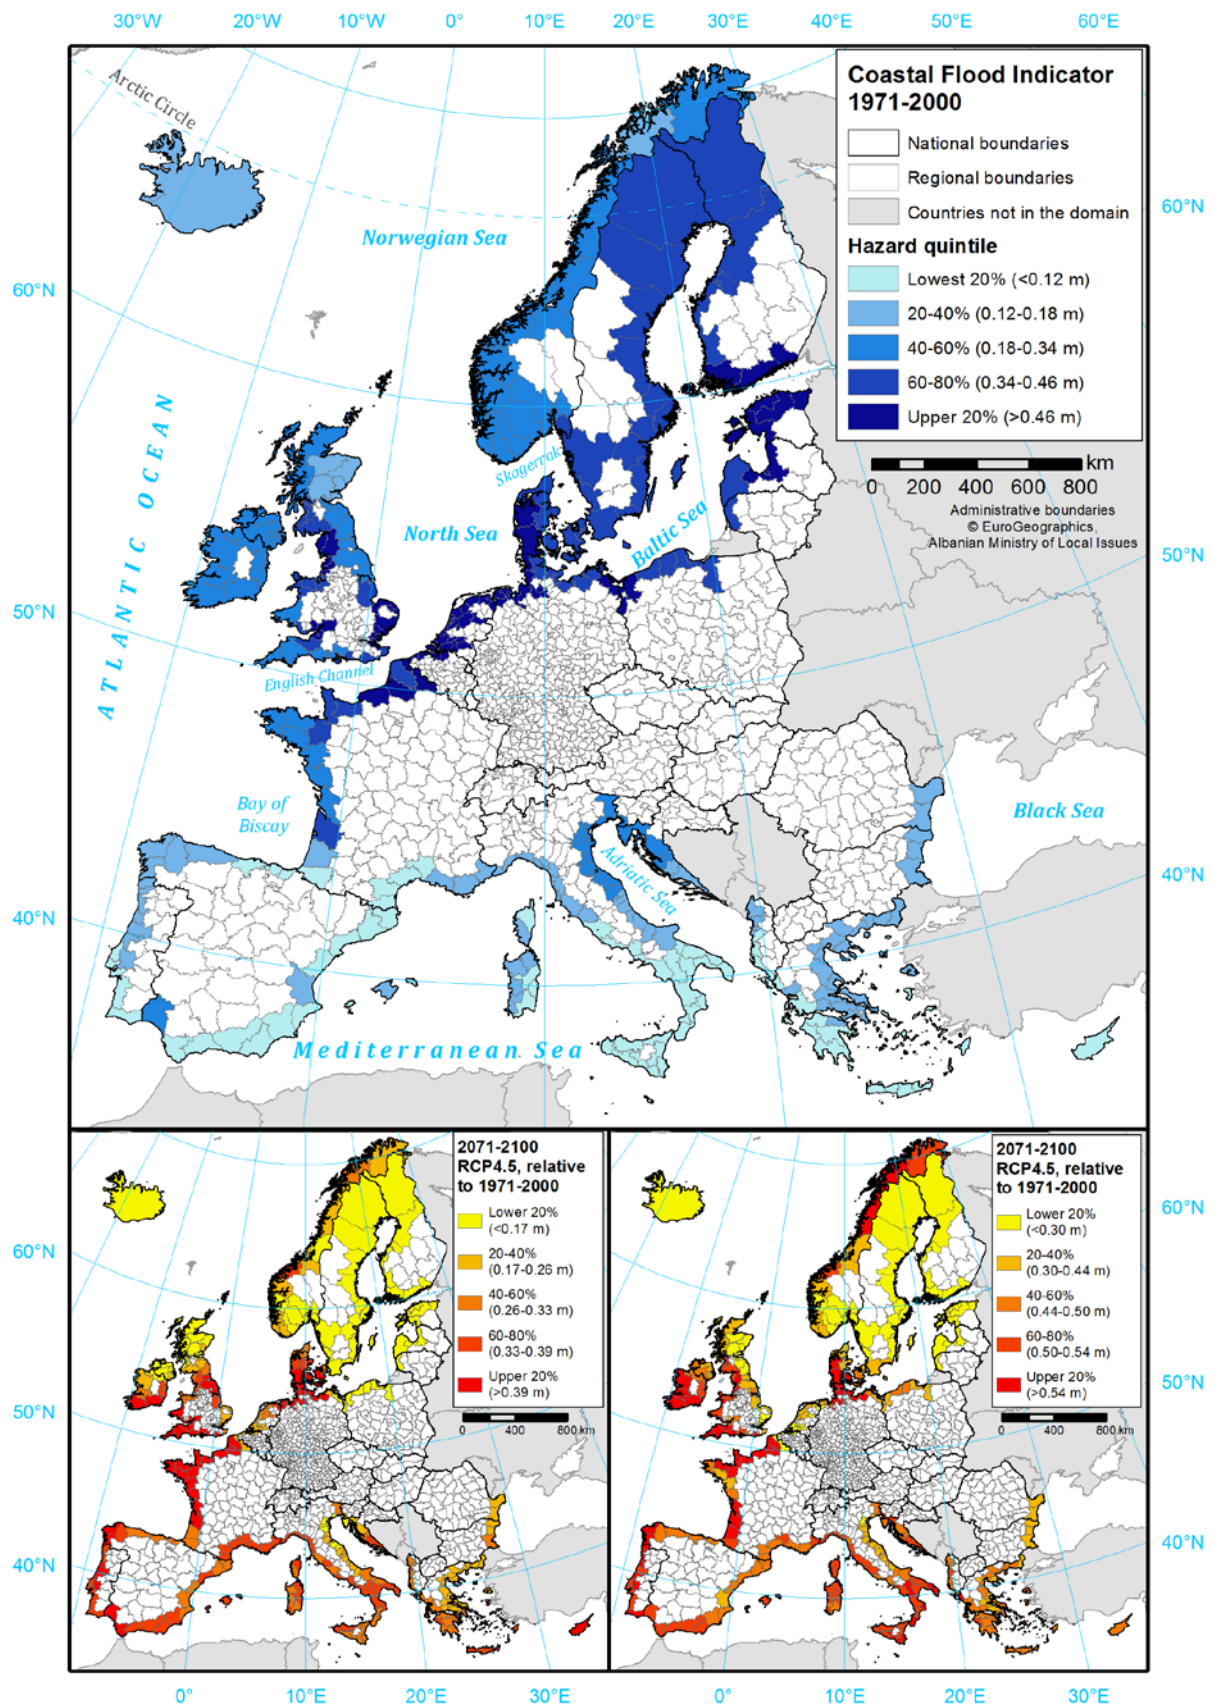 30°W 20°W 10°W 0° 10°E 20°E 30°E 40°E 50°E 60°E
Arctic Circle
Coastal Flood Indicator
1971-2000
National boundaries
Regional boundaries
Countries not in the domain
Hazard quintile
Lowest 20% (<0.12 m)
20-40% (0.12-0.18 m)
40-60% (0.18-0.34 m)
60-80% (0.34-0.46 m)
Upper 20% (>0.46 m)
km
0 200 400 600 800
Administrative boundaries
© EuroGeographics,
Albanian Ministry of Local Issues
60°N
50°N
40°N
60°N
50°N
40°N
Norwegian Sea
ATLANTIC OCEAN
Skagerrak
North Sea
Baltic Sea
English Channel
Bay of
Biscay
Adriatic Sea
Black Sea
Mediterranean Sea
2071-2100
RCP4.5, relative
to 1971-2000
Lower 20%
(<0.17 m)
20-40%
(0.17-0.26 m)
40-60%
(0.26-0.33 m)
60-80%
(0.33-0.39 m)
Upper 20%
(>0.39 m)
0 400 800 km
2071-2100
RCP4.5, relative
to 1971-2000
Lower 20%
(<0.30 m)
20-40%
(0.30-0.44 m)
40-60%
(0.44-0.50 m)
60-80%
(0.50-0.54 m)
Upper 20%
(>0.54 m)
0 400 800 km
60°N
50°N
40°N
60°N
50°N
40°N
0° 10°E 20°E 30°E 0° 10°E 20°E 30°E